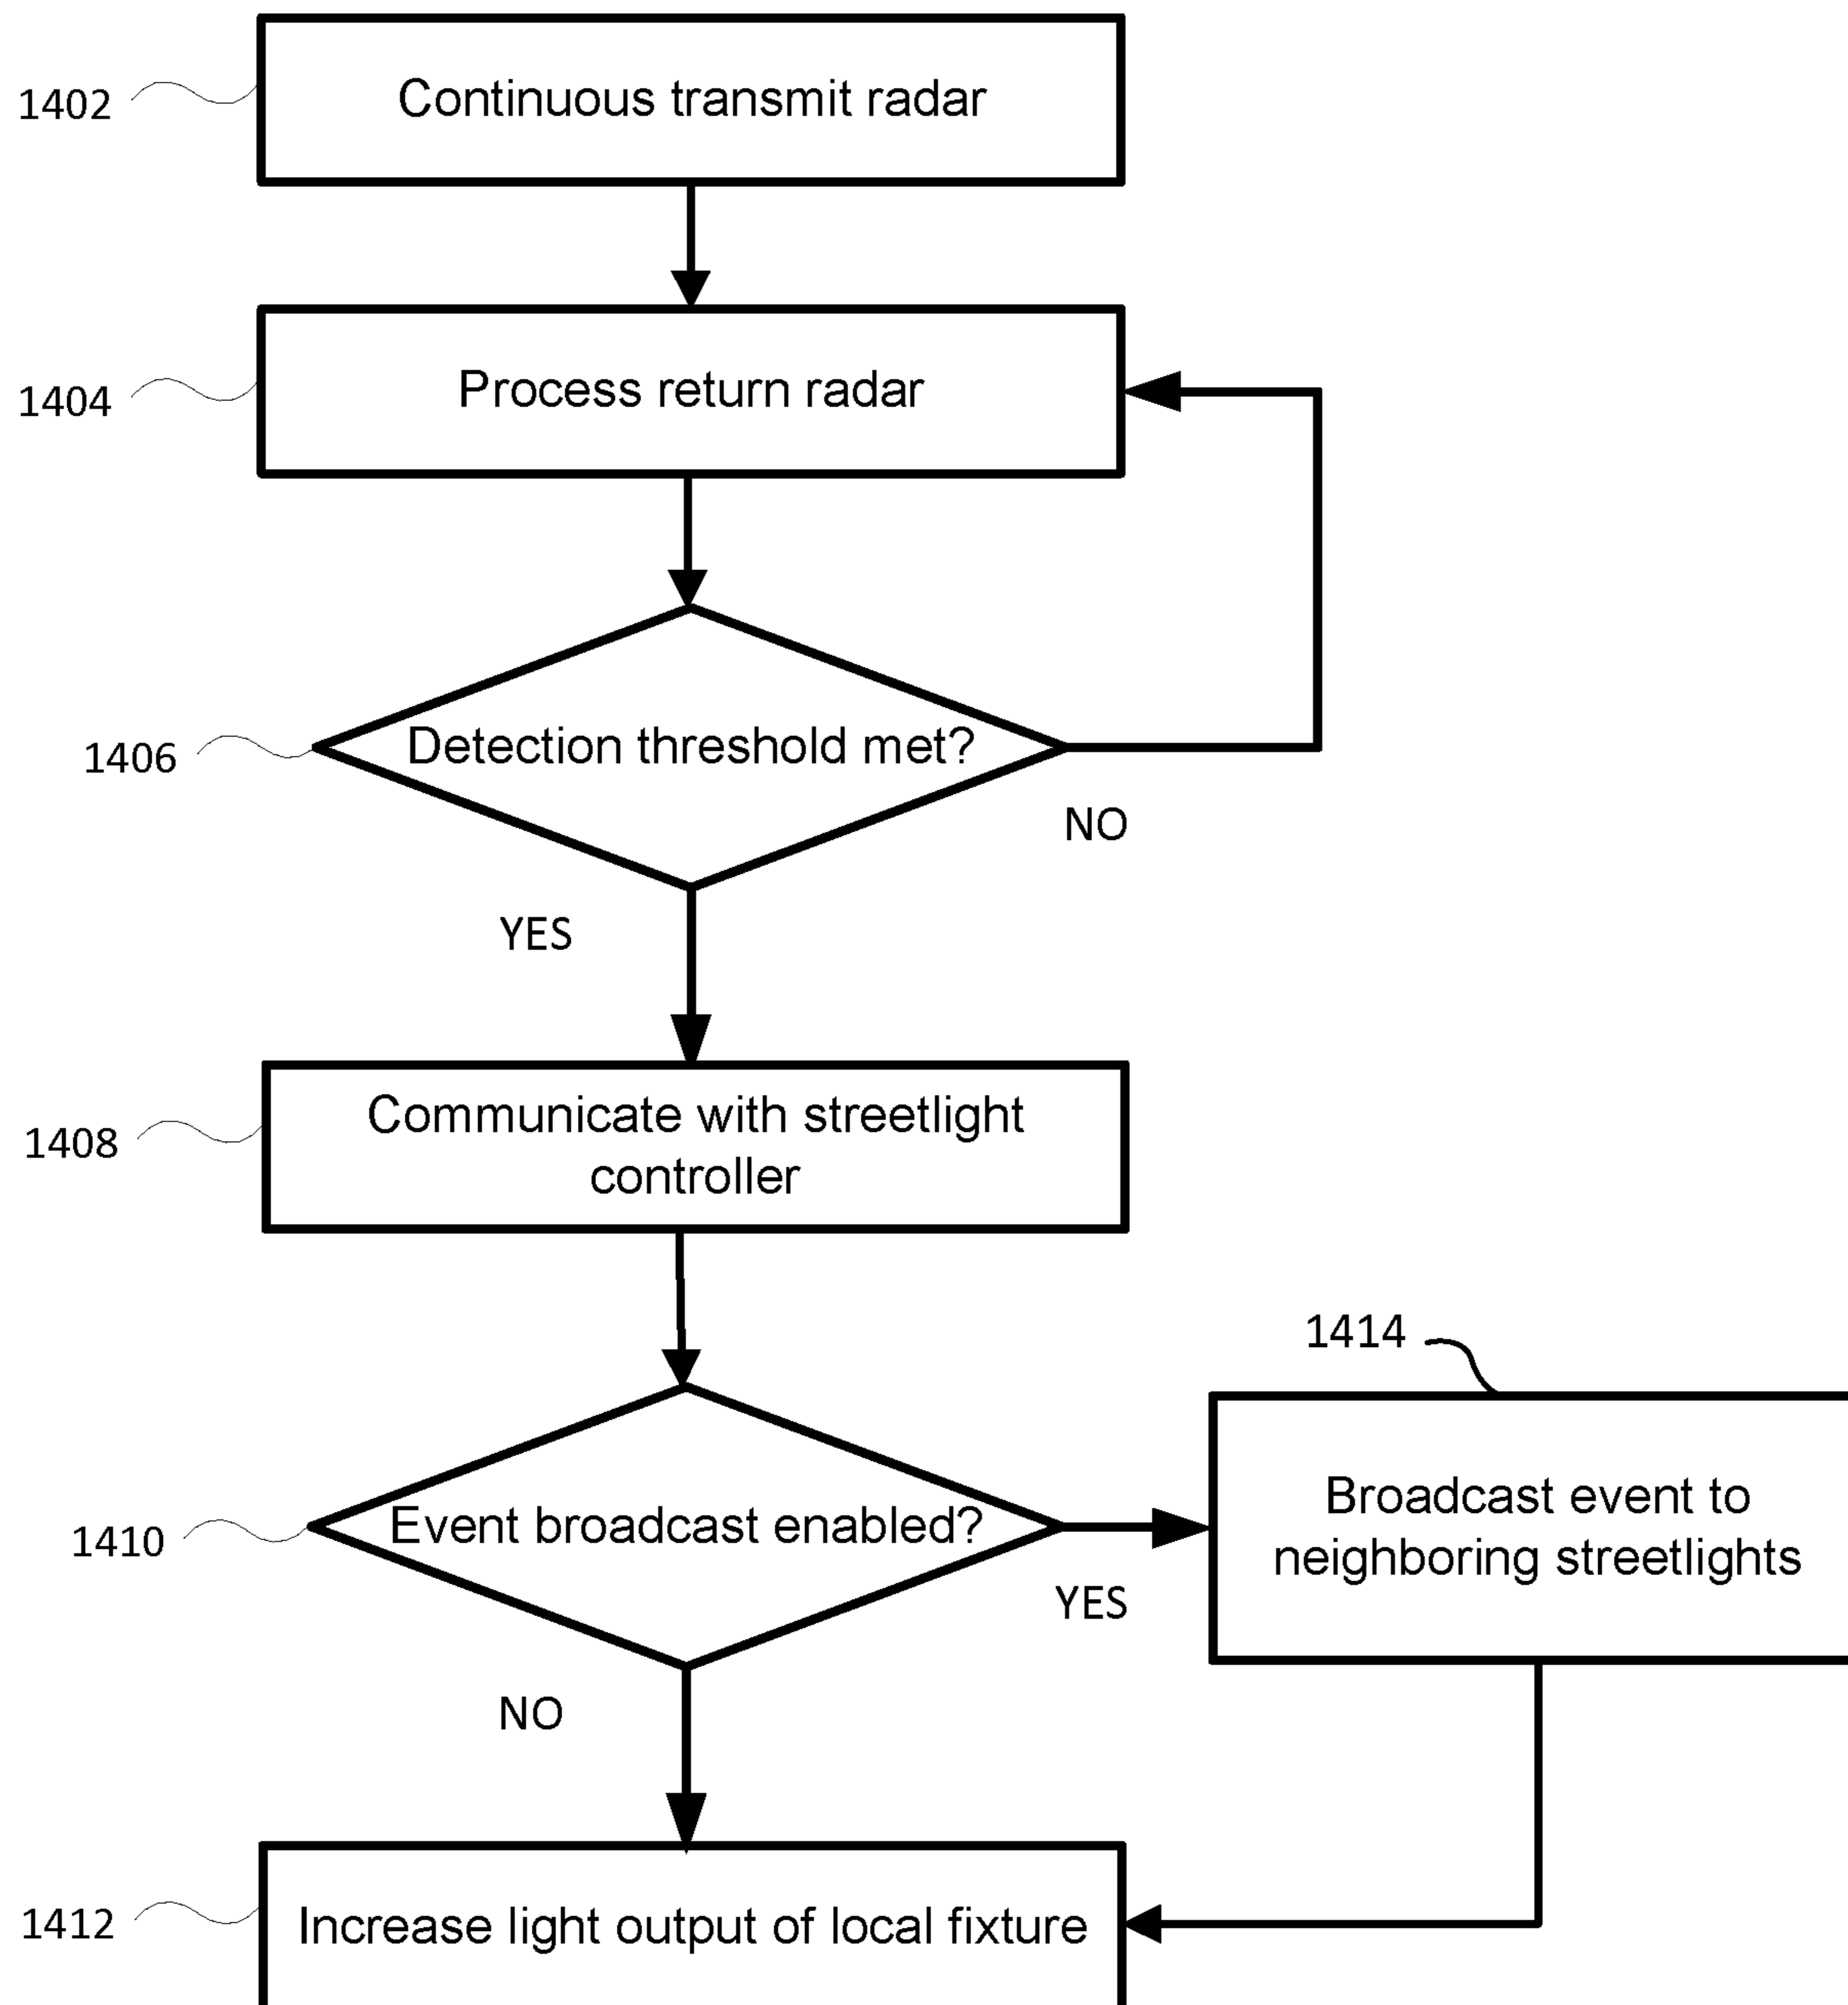 1402
Continuous transmit radar
1404
Process return radar
1406
Detection threshold met?
NO
YES
1408
Communicate with streetlight
controller
1414
1410
Event broadcast enabled?
YES
Broadcast event to
neighboring streetlights
NO
1412
Increase light output of local fixture